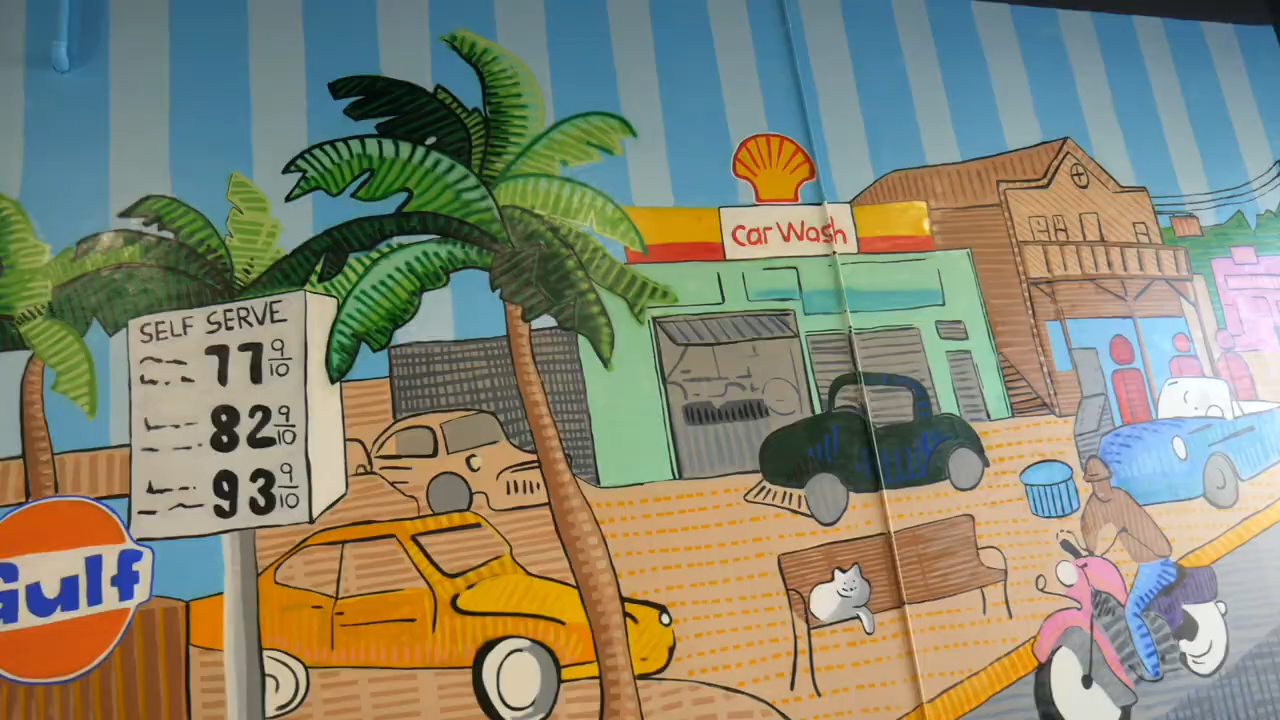 SELF SERVE
77 9/10
82 9/10
93 9/10
Gulf
Car Wash